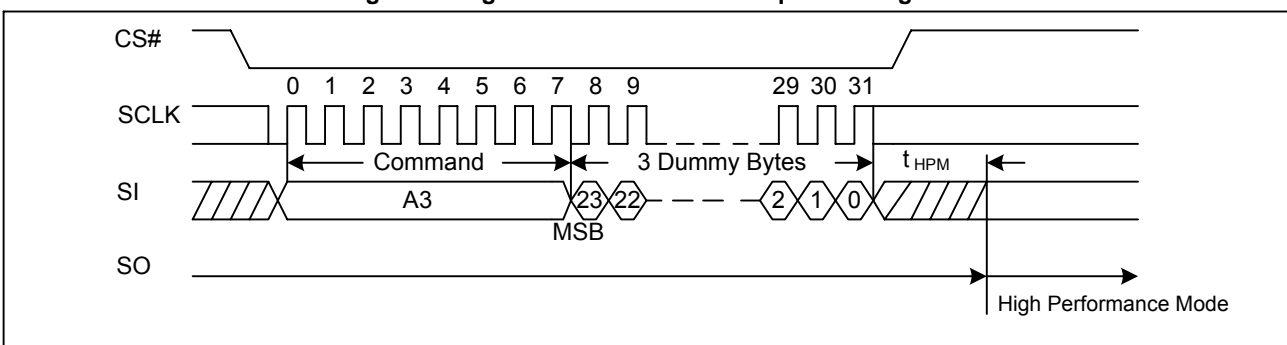 CS#
0 1 2 3 4 5 6 7 8 9 29 30 31
SCLK
Command 3 Dummy Bytes t HPM
SI A3 23 22 2 1 0
MSB
SO
High Performance Mode